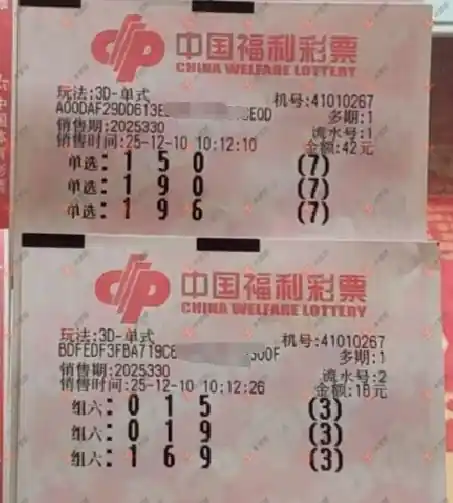 中国福利彩票
CHINA WELFARE LOTTERY
玩法:3D-单式 机号:41010267
A00DAF29DD613E 多期:1
销售期:2025330 流水号:1
销售时间:25-12-10 10:12:10 金额:42元
单选: 1 5 0 (7)
单选: 1 9 0 (7)
单选: 1 9 6 (7)
中国福利彩票
CHINA WELFARE LOTTERY
玩法:3D-单式 机号:41010267
BDFEDF3FBA719C 多期:1
销售期:2025330 流水号:2
销售时间:25-12-10 10:12:26 金额:18元
组六: 0 1 5 (3)
组六: 0 1 9 (3)
组六: 1 6 9 (3)